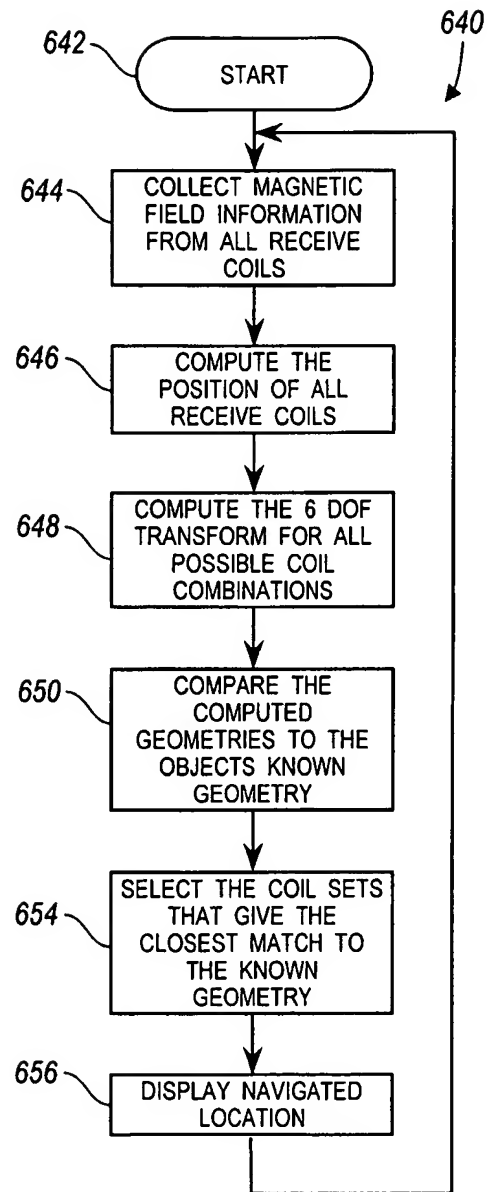 640
642
START
644
COLLECT MAGNETIC
FIELD INFORMATION
FROM ALL RECEIVE
COILS
646
COMPUTE THE
POSITION OF ALL
RECEIVE COILS
648
COMPUTE THE 6 DOF
TRANSFORM FOR ALL
POSSIBLE COIL
COMBINATIONS
650
COMPARE THE
COMPUTED
GEOMETRIES TO THE
OBJECTS KNOWN
GEOMETRY
654
SELECT THE COIL SETS
THAT GIVE THE
CLOSEST MATCH TO
THE KNOWN
GEOMETRY
656
DISPLAY NAVIGATED
LOCATION